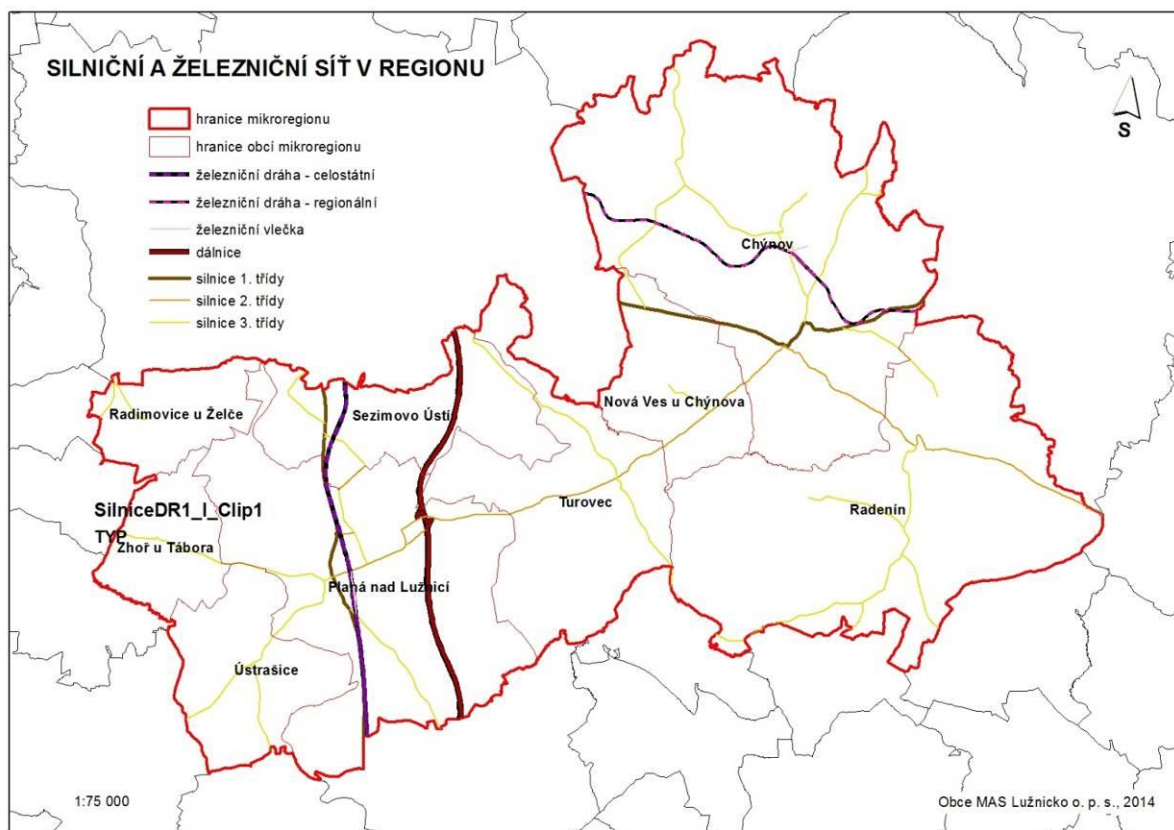 SILNIČNÍ A ŽELEZNIČNÍ SÍŤ V REGIONU
hranice mikroregionu
hranice obcí mikroregionu
železniční dráha - celostátní
železniční dráha - regionální
železniční vlečka
dálnice
silnice 1. třídy
silnice 2. třídy
silnice 3. třídy
S
Chýnov
Nová Ves u Chýnova
Radimovice u Želče
Sezimovo Ústí
SilniceDR1_l_Clip1
TYP
Zhoř u Tábora
Turovec
Radenín
Planá nad Lužnicí
Ústrašice
1:75 000
Obce MAS Lužnicko o. p. s., 2014